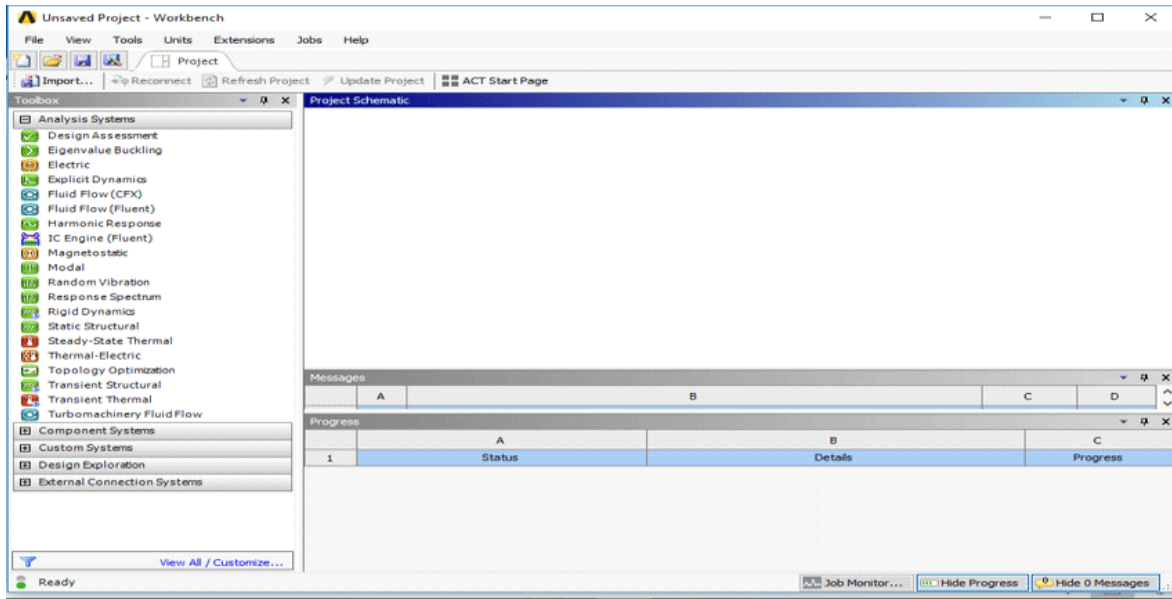 Unsaved Project - Workbench
File View Tools Units Extensions Jobs Help
Project
Import... Reconnect Refresh Project Update Project ACT Start Page
Toolbox
Analysis Systems
Design Assessment
Eigenvalue Buckling
Electric
Explicit Dynamics
Fluid Flow (CFX)
Fluid Flow (Fluent)
Harmonic Response
IC Engine (Fluent)
Magnetostatic
Modal
Random Vibration
Response Spectrum
Rigid Dynamics
Static Structural
Steady-State Thermal
Thermal-Electric
Topology Optimization
Transient Structural
Transient Thermal
Turbomachinery Fluid Flow
Component Systems
Custom Systems
Design Exploration
External Connection Systems
View All / Customize...
Project Schematic
Messages
A B C D
Progress
A B C
1 Status Details Progress
Ready Job Monitor... Hide Progress 0 Hide 0 Messages